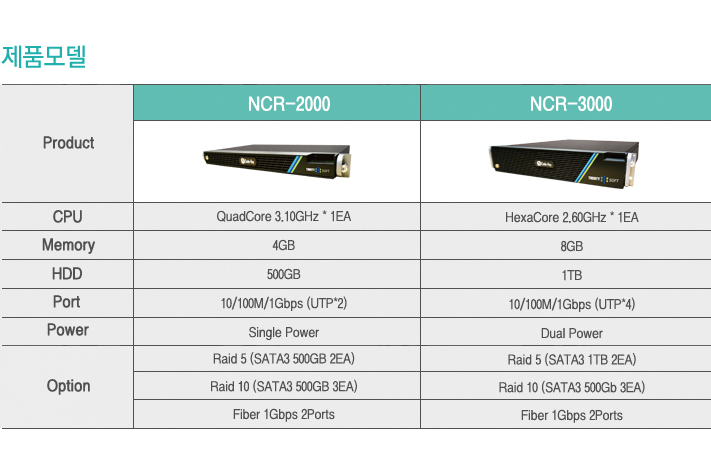 제품모델
Product NCR-2000 NCR-3000
CPU QuadCore 3.10GHz * 1EA HexaCore 2.60GHz * 1EA
Memory 4GB 8GB
HDD 500GB 1TB
Port 10/100M/1Gbps (UTP*2) 10/100M/1Gbps (UTP*4)
Power Single Power Dual Power
Option Raid 5 (SATA3 500GB 2EA) Raid 5 (SATA3 1TB 2EA)
Raid 10 (SATA3 500GB 3EA) Raid 10 (SATA3 500Gb 3EA)
Fiber 1Gbps 2Ports Fiber 1Gbps 2Ports